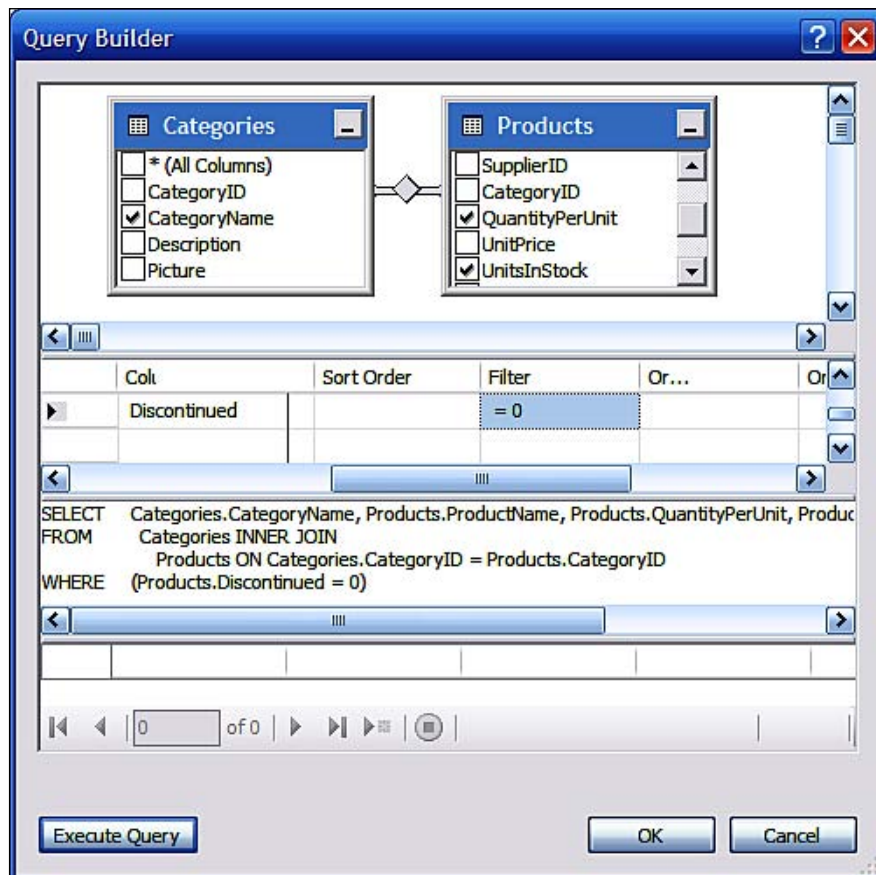 Query Builder
Categories
* (All Columns)
CategoryID
CategoryName
Description
Picture
Products
SupplierID
CategoryID
QuantityPerUnit
UnitPrice
UnitsInStock
Colu Sort Order Filter Or... Or
Discontinued = 0
SELECT Categories.CategoryName, Products.ProductName, Products.QuantityPerUnit, Produc
FROM Categories INNER JOIN
Products ON Categories.CategoryID = Products.CategoryID
WHERE (Products.Discontinued = 0)
0 of 0
Execute Query OK Cancel